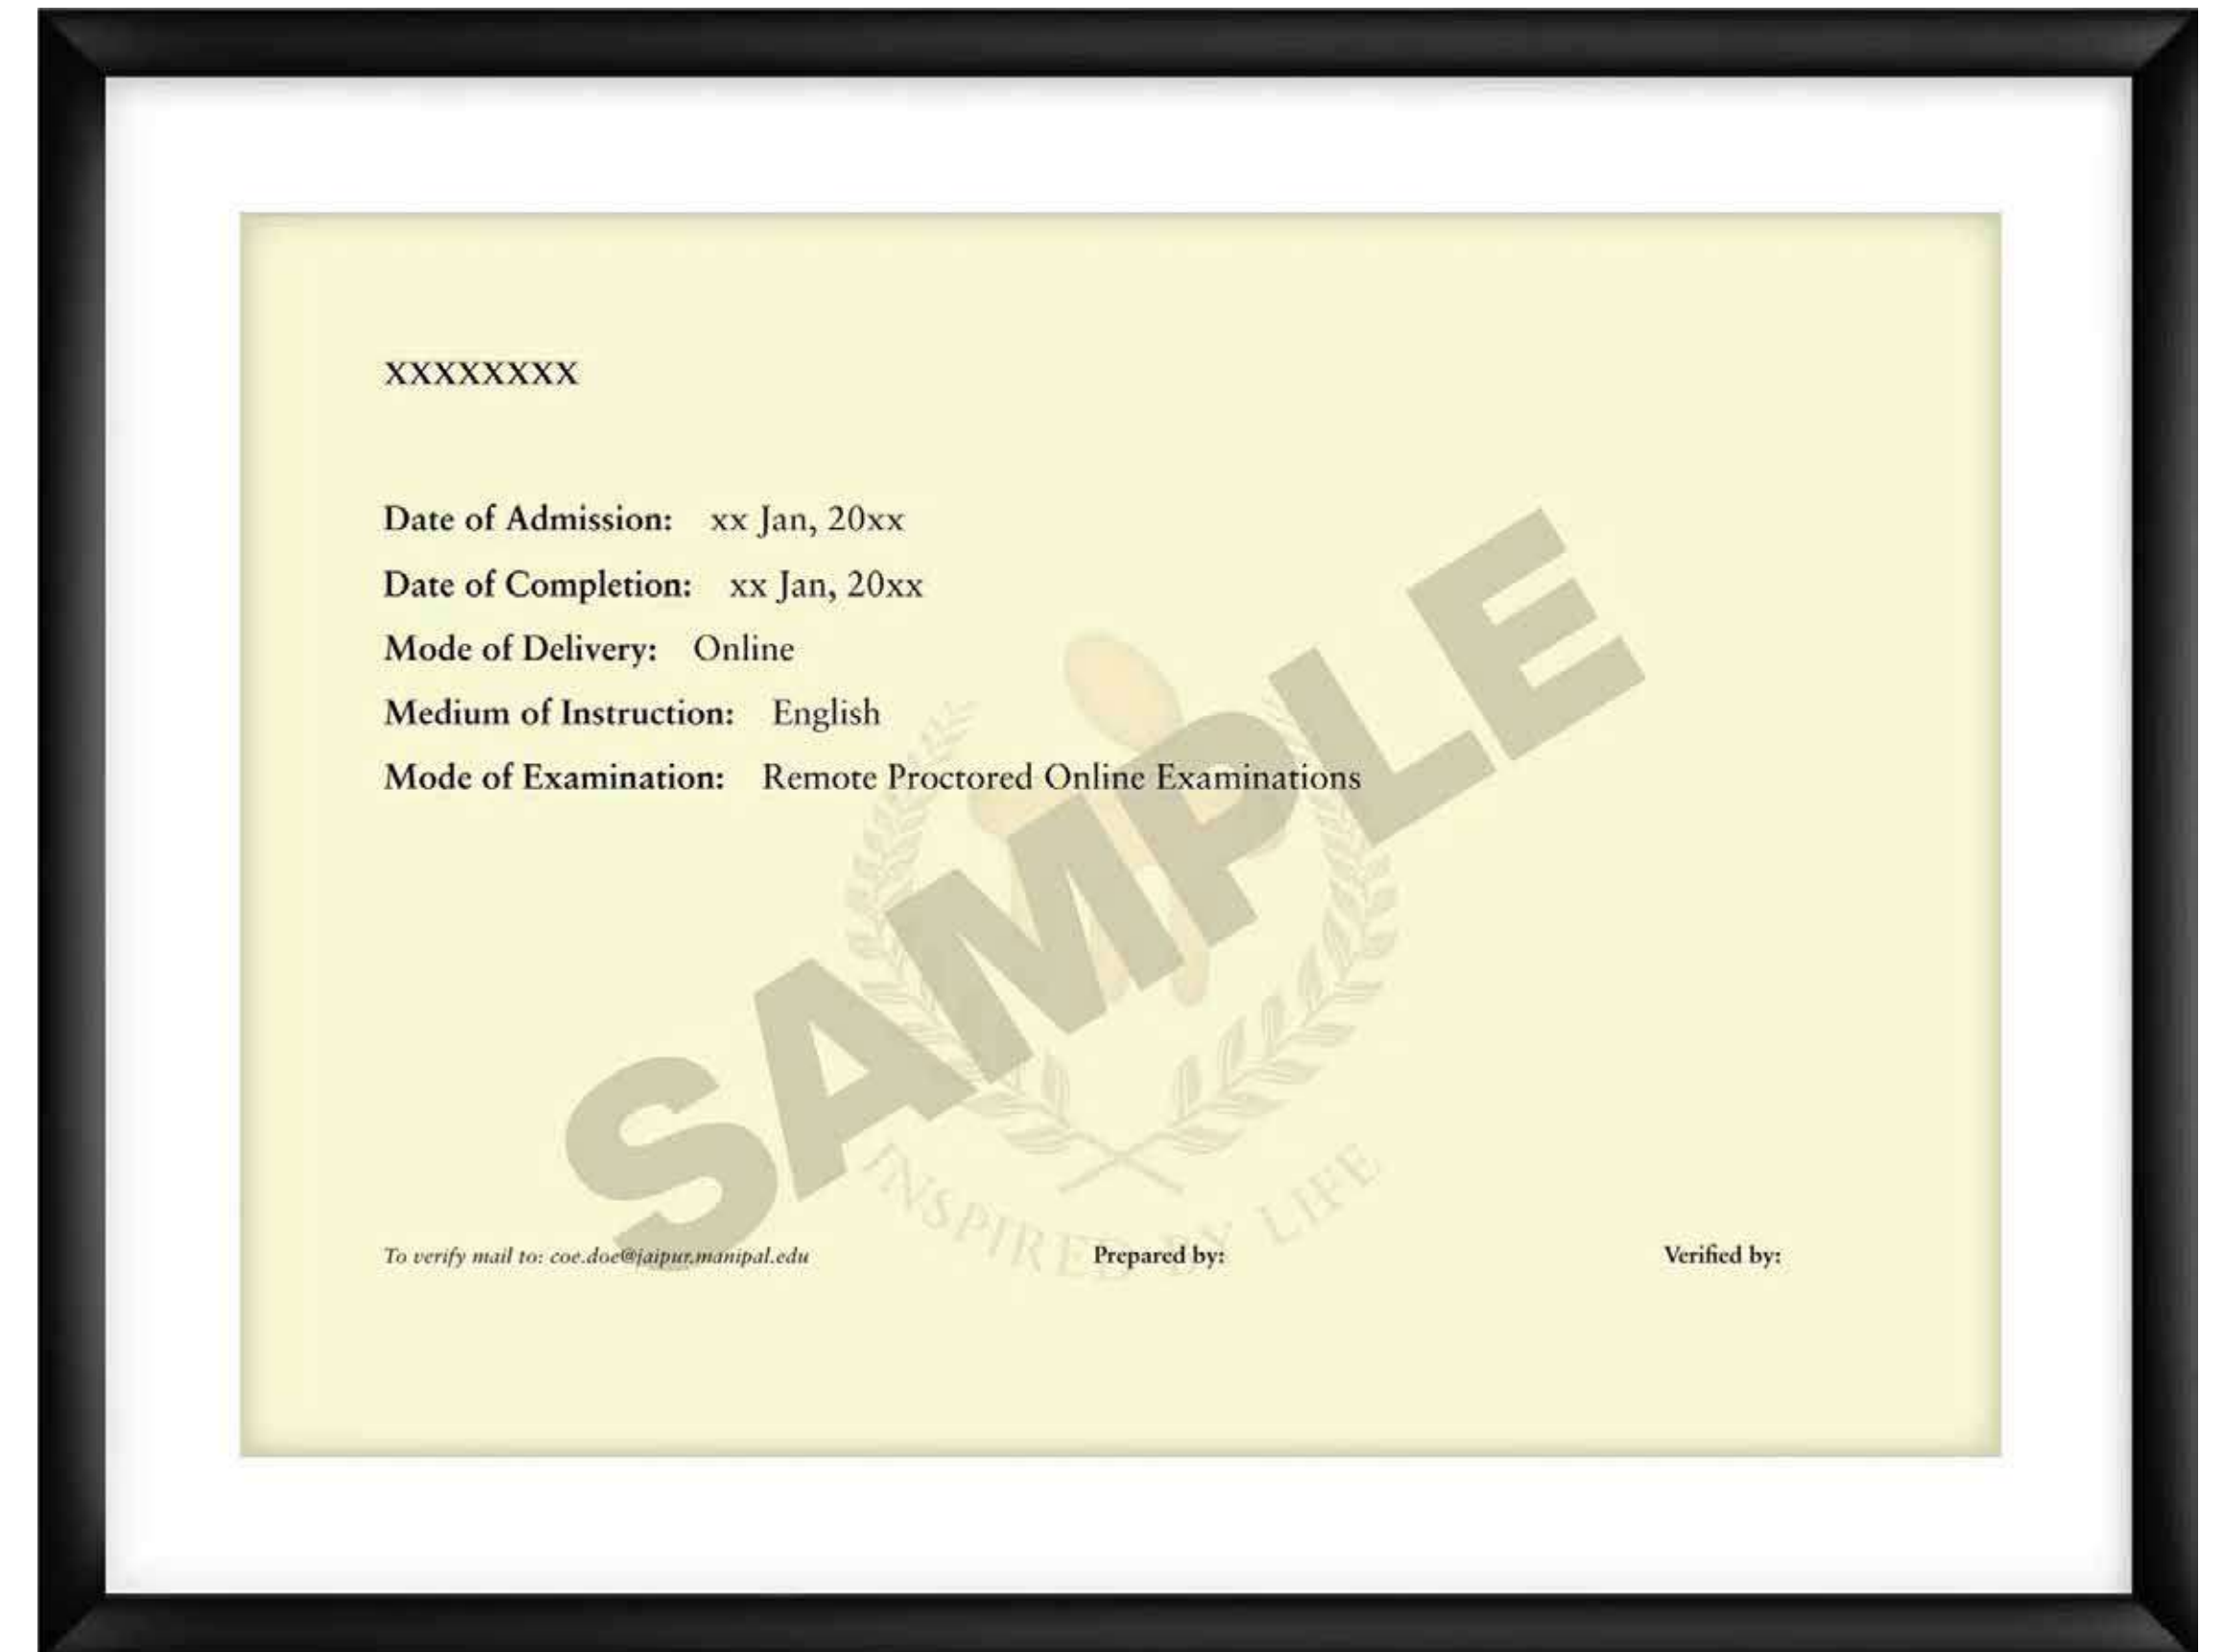 XXXXXXXX
Date of Admission: xx Jan, 20xx
Date of Completion: xx Jan, 20xx
Mode of Delivery: Online
Medium of Instruction: English
Mode of Examination: Remote Proctored Online Examinations
SAMPLE
INSPIRED BY LIFE
To verify mail to: coe.doe@jaipur.manipal.edu Prepared by: Verified by: